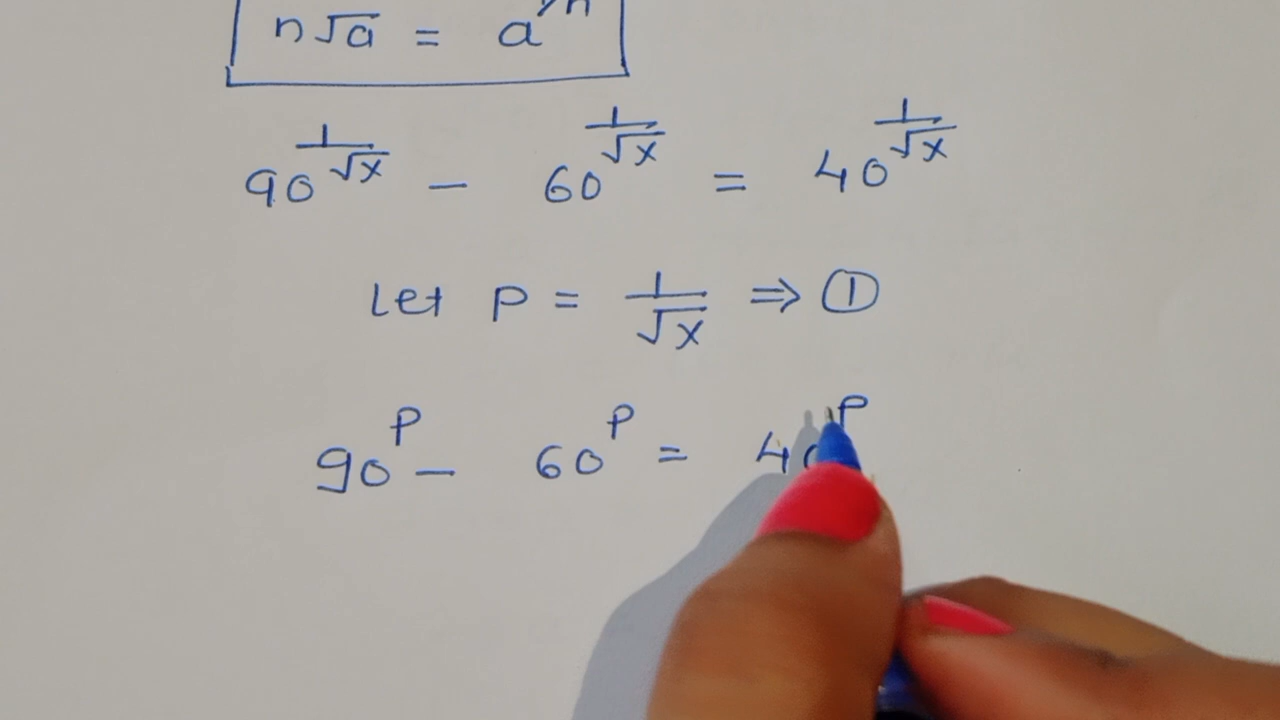 n√a = a^1/n
90^(1/√x) - 60^(1/√x) = 40^(1/√x)
Let P = 1/√x ⇒ ①
90^P - 60^P = 40^P